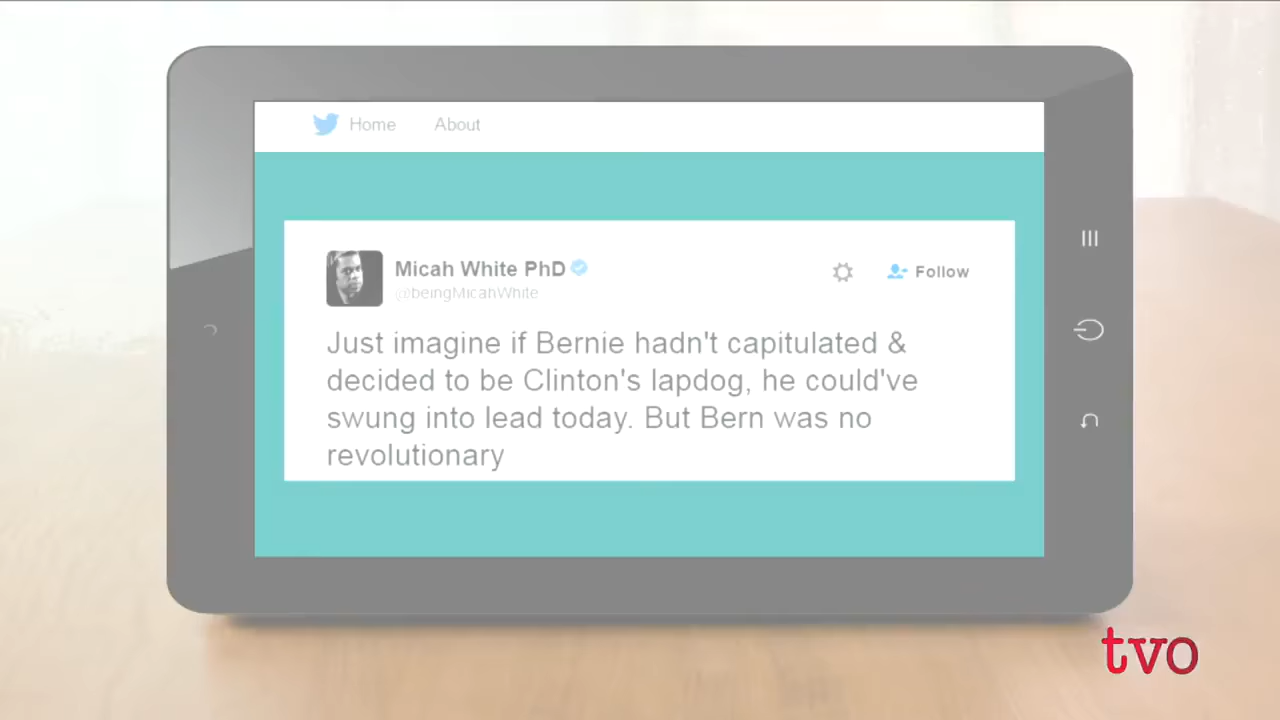 Home About
Micah White PhD
@beingMicahWhite
Follow
Just imagine if Bernie hadn't capitulated &
decided to be Clinton's lapdog, he could've
swung into lead today. But Bern was no
revolutionary
tvo